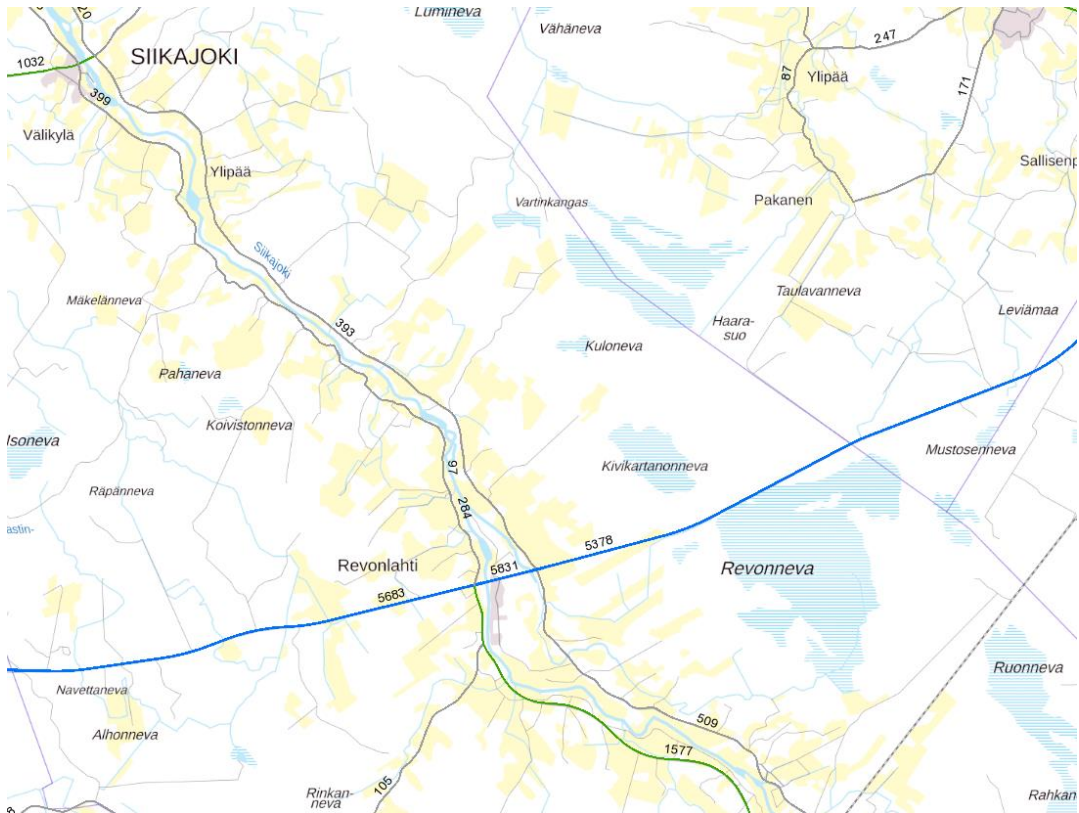 Lumineva
20
Vähäneva
247
SIIKAJOKI
1032
87
Ylipää
171
399
Välikylä
Ylipää
Sallisenp
Pakanen
Vartinkangas
Siikajoki
Mäkelänneva
Taulavanneva
Leviämaa
393
Haara-
suo
Kuloneva
Pahaneva
Koivistonneva
Isoneva
Mustosenneva
97
Kivikartanonneva
Räpänneva
284
astin-
5378
Revonlahti
5831
Revonneva
5683
Ruonneva
Navettaneva
Alhonneva
509
1577
105
Rinkan-
neva
Rahkan